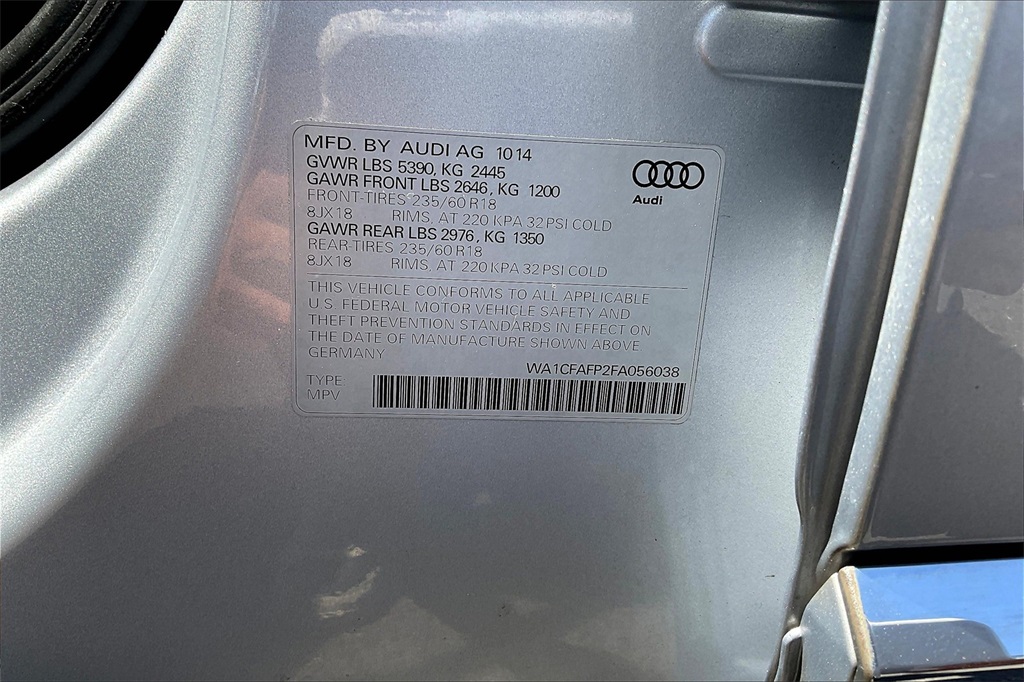 MFD. BY AUDI AG 1014
GVWR LBS 5390, KG 2445
GAWR FRONT LBS 2646, KG 1200
FRONT-TIRES 235/60 R18
8JX18 RIMS, AT 220 KPA 32 PSI COLD
GAWR REAR LBS 2976, KG 1350
REAR-TIRES 235/60 R18
8JX18 RIMS, AT 220 KPA 32 PSI COLD
Audi
THIS VEHICLE CONFORMS TO ALL APPLICABLE
U.S. FEDERAL MOTOR VEHICLE SAFETY AND
THEFT PREVENTION STANDARDS IN EFFECT ON
THE DATE OF MANUFACTURE SHOWN ABOVE
GERMANY
WA1CFAFP2FA056038
TYPE
MPV